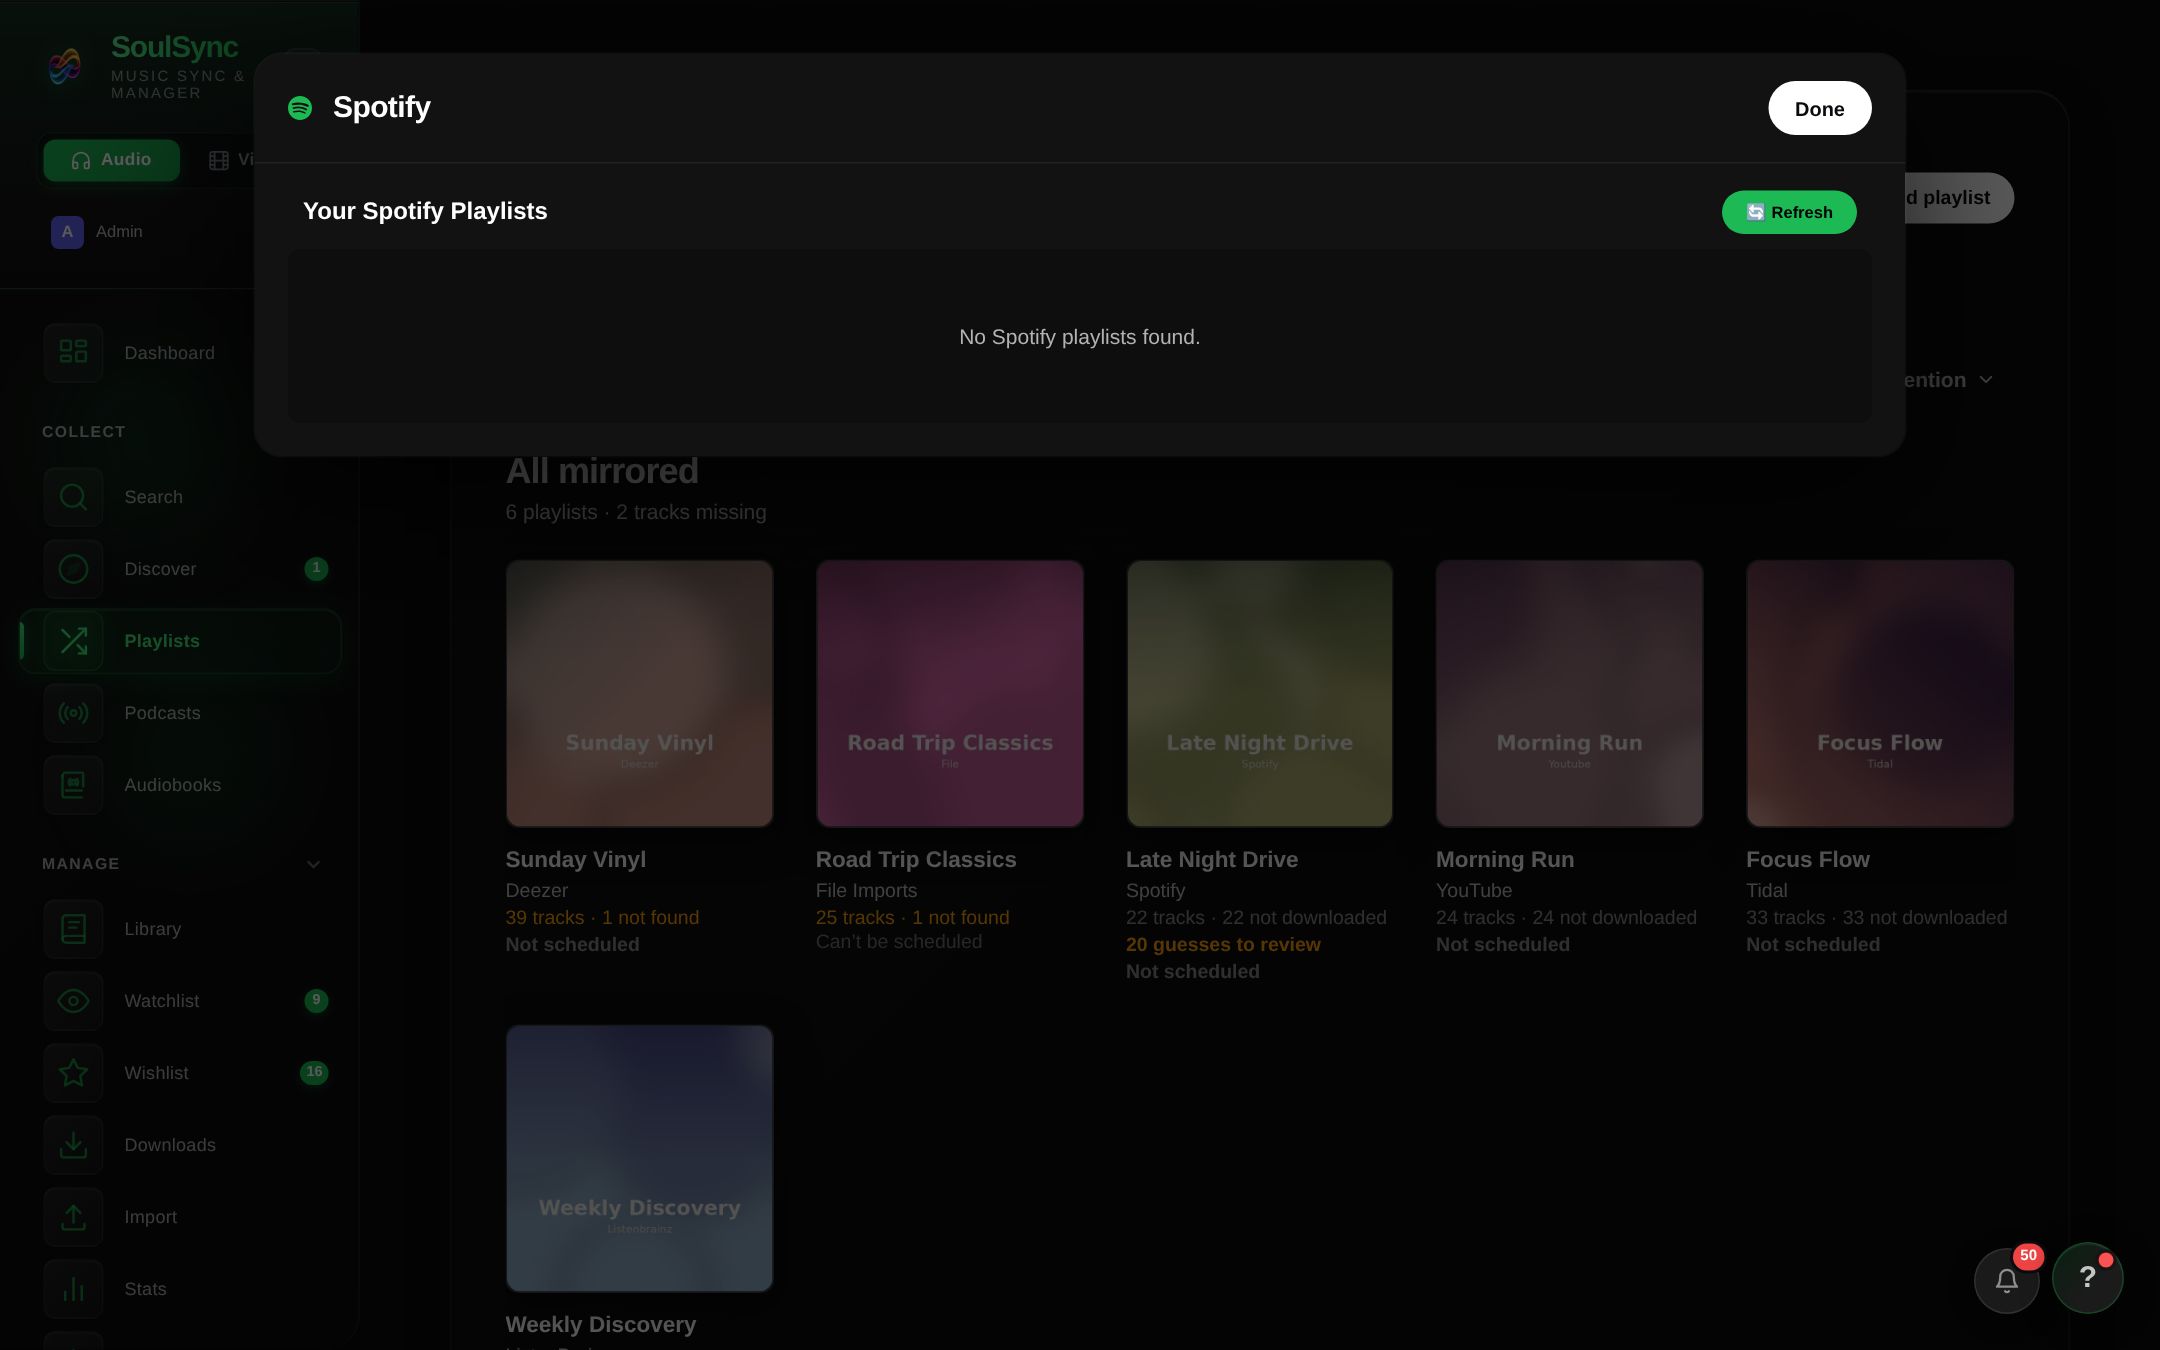 SoulSync
MUSIC SYNC &
MANAGER
Audio
A
Admin
Dashboard
COLLECT
Search
Discover
1
Playlists
Podcasts
Audiobooks
MANAGE
Library
Watchlist
9
Wishlist
16
Downloads
Import
Stats
Spotify
Done
Your Spotify Playlists
🔄 Refresh
No Spotify playlists found.
d playlist
ention
All mirrored
6 playlists · 2 tracks missing
Sunday Vinyl
Deezer
Road Trip Classics
File
Late Night Drive
Spotify
Morning Run
Youtube
Focus Flow
Tidal
Sunday Vinyl
Deezer
39 tracks · 1 not found
Not scheduled
Road Trip Classics
File Imports
25 tracks · 1 not found
Can't be scheduled
Late Night Drive
Spotify
22 tracks · 22 not downloaded
20 guesses to review
Not scheduled
Morning Run
YouTube
24 tracks · 24 not downloaded
Not scheduled
Focus Flow
Tidal
33 tracks · 33 not downloaded
Not scheduled
Weekly Discovery
Listenbrainz
Weekly Discovery
50
?